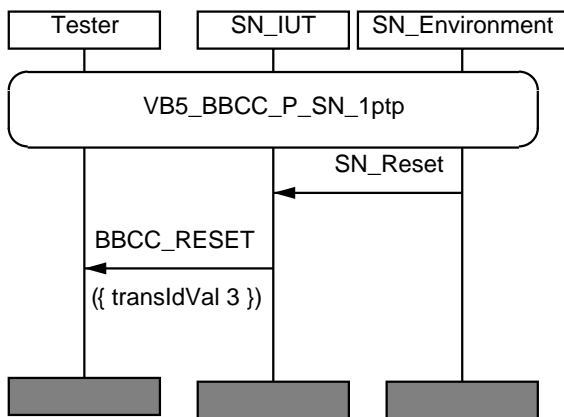 Tester
SN_IUT
SN_Environment
VB5_BBCC_P_SN_1ptp
SN_Reset
BBCC_RESET
({ transIdVal 3 })